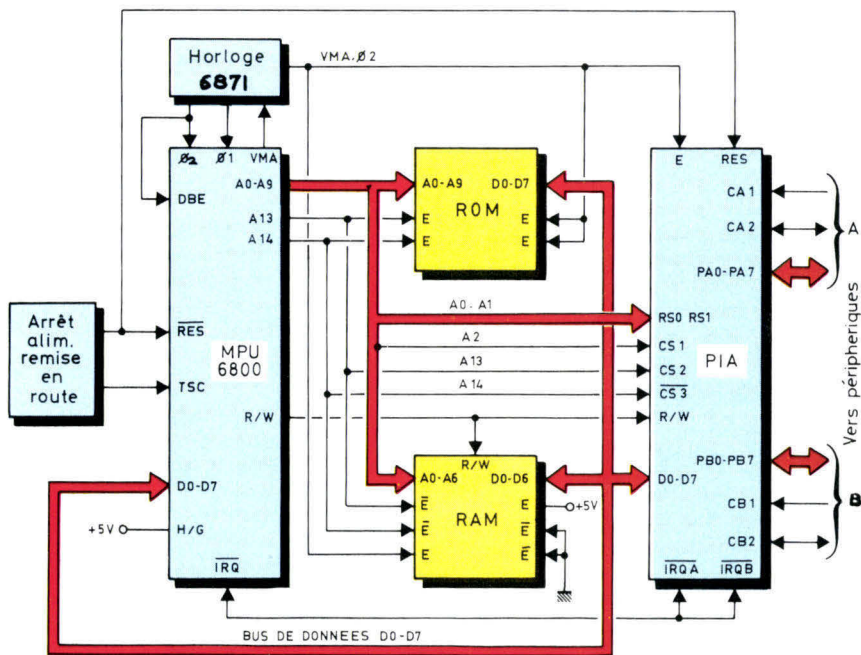 Horloge
6871
VMA.Ø2
Ø2 Ø1 VMA
DBE
A0-A9
A13
A14
A0-A9 D0-D7
ROM
E E
E E
E RES
CA1
CA2
PA0-PA7
A
Arrêt
alim.
remise
en
route
RES
TSC
MPU
6800
R/W
A0.A1
A2
A13
A14
RS0 RS1
CS1
CS2
CS3
R/W
PIA
Vers péripheriques
R/W
A0-A6 D0-D6
RAM
E E +5V
E E
E E
D0-D7
+5V H/G
IRQ
D0-D7
PB0-PB7
CB1
CB2
B
IRQA IRQB
BUS DE DONNEES D0-D7